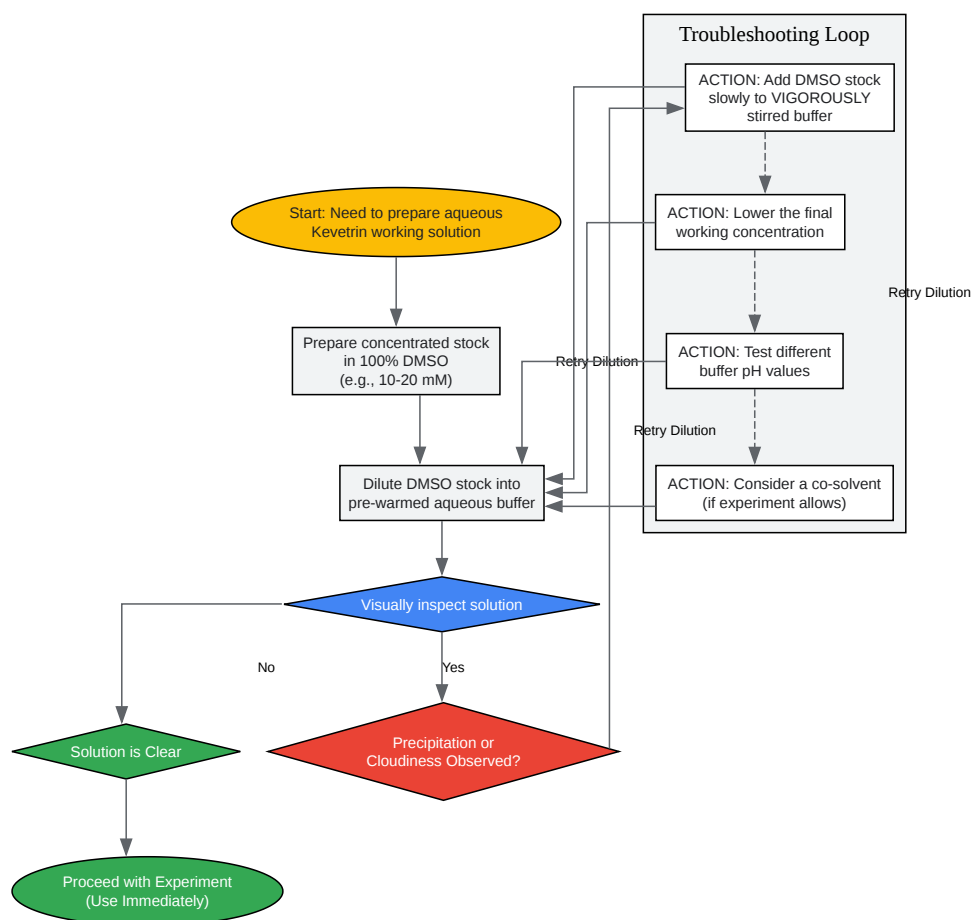 Troubleshooting Loop
ACTION: Add DMSO stock
slowly to VIGOROUSLY
stirred buffer
Start: Need to prepare aqueous
Kevetrin working solution
ACTION: Lower the final
working concentration
Retry Dilution
Prepare concentrated stock
in 100% DMSO
(e.g., 10-20 mM)
Retry Dilution
ACTION: Test different
buffer pH values
Retry Dilution
Dilute DMSO stock into
pre-warmed aqueous buffer
ACTION: Consider a co-solvent
(if experiment allows)
Visually inspect solution
No
Yes
Solution is Clear
Precipitation or
Cloudiness Observed?
Proceed with Experiment
(Use Immediately)